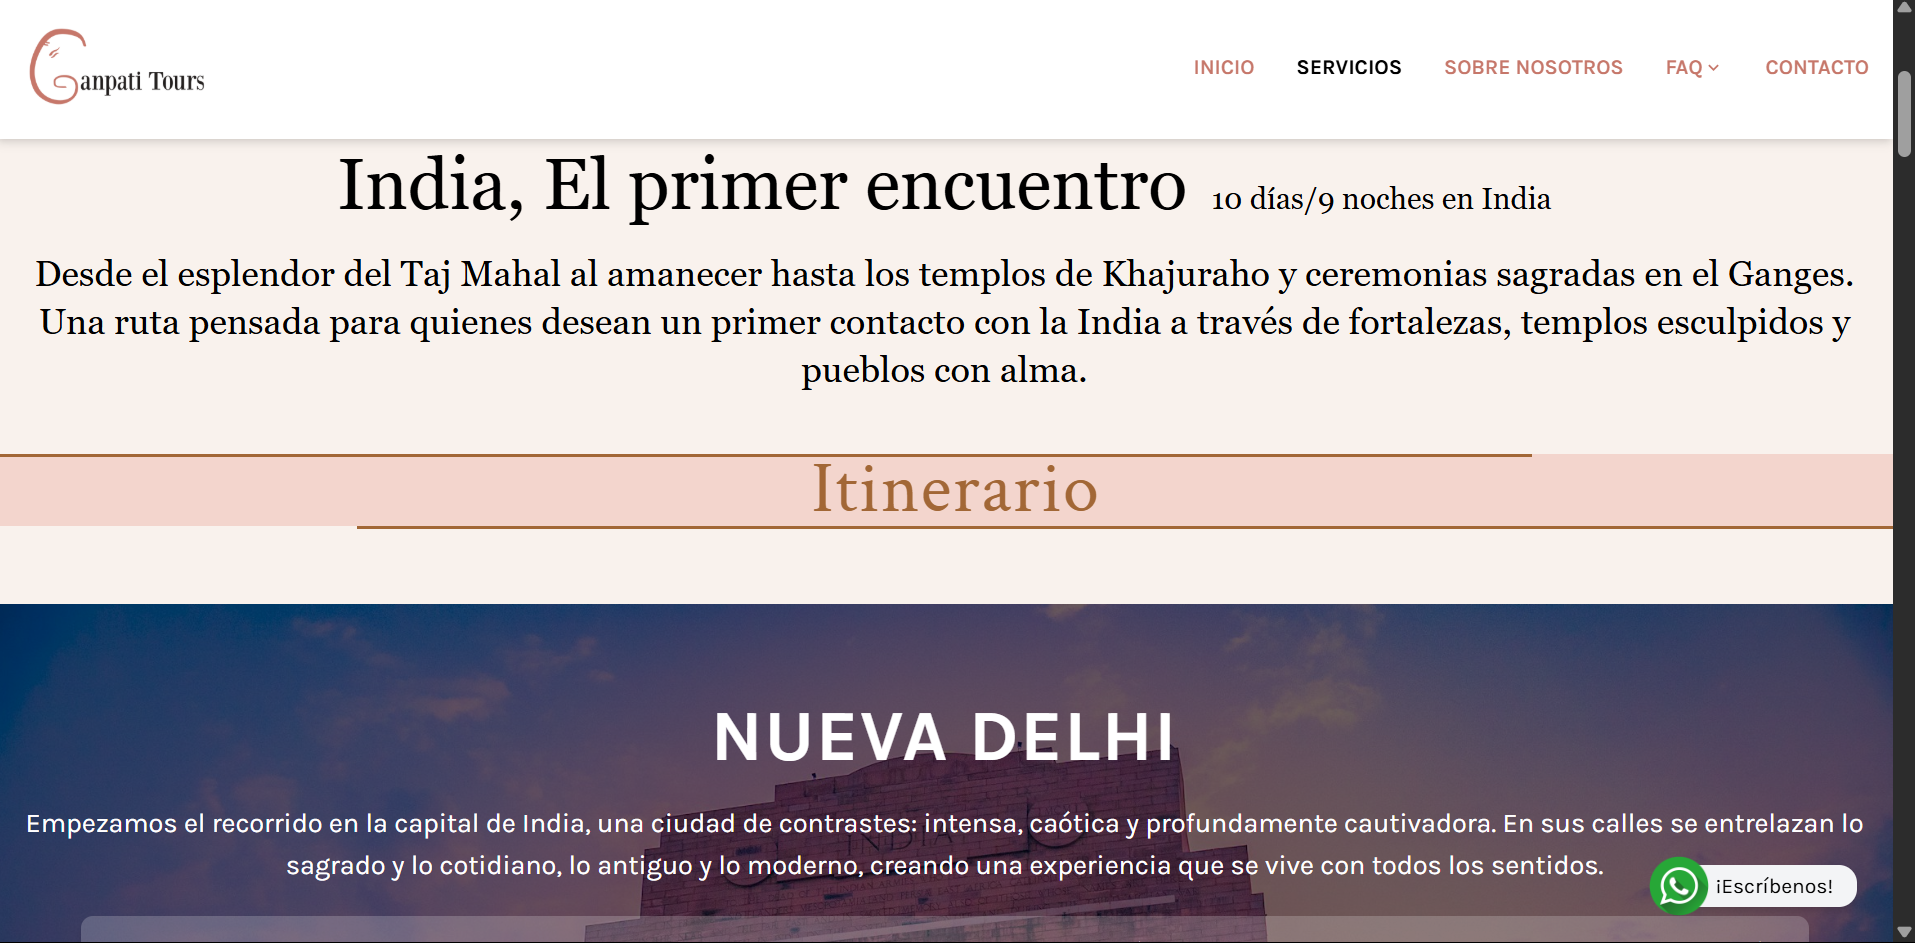 Ganpati Tours
INICIO SERVICIOS SOBRE NOSOTROS FAQ CONTACTO
India, El primer encuentro 10 días/9 noches en India
Desde el esplendor del Taj Mahal al amanecer hasta los templos de Khajuraho y ceremonias sagradas en el Ganges.
Una ruta pensada para quienes desean un primer contacto con la India a través de fortalezas, templos esculpidos y
pueblos con alma.
Itinerario
NUEVA DELHI
Empezamos el recorrido en la capital de India, una ciudad de contrastes: intensa, caótica y profundamente cautivadora. En sus calles se entrelazan lo
sagrado y lo cotidiano, lo antiguo y lo moderno, creando una experiencia que se vive con todos los sentidos.
INDIA
¡Escríbenos!